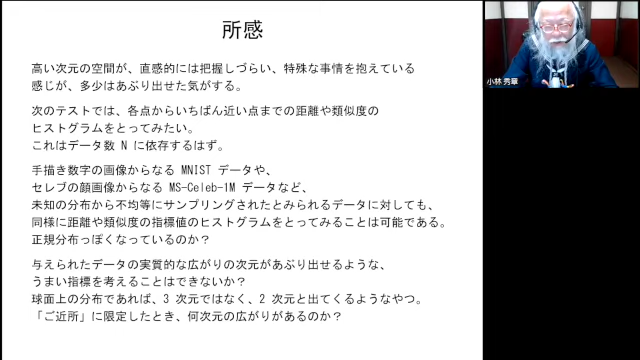 所感
高い次元の空間が、直感的には把握しづらい、特殊な事情を抱えている
感じが、多少はあぶり出せた気がする。
次のテストでは、各点からいちばん近い点までの距離や類似度の
ヒストグラムをとってみたい。
これはデータ数 N に依存するはず。
手描き数字の画像からなる MNIST データや、
セレブの顔画像からなる MS-Celeb-1M データなど、
未知の分布から不均等にサンプリングされたとみられるデータに対しても、
同様に距離や類似度の指標値のヒストグラムをとってみることは可能である。
正規分布っぽくなっているのか？
与えられたデータの実質的な広がりの次元があぶり出せるような、
うまい指標を考えることはできないか？
球面上の分布であれば、3 次元ではなく、2 次元と出てくるようなやつ。
「ご近所」に限定したとき、何次元の広がりがあるのか？
小林 秀章